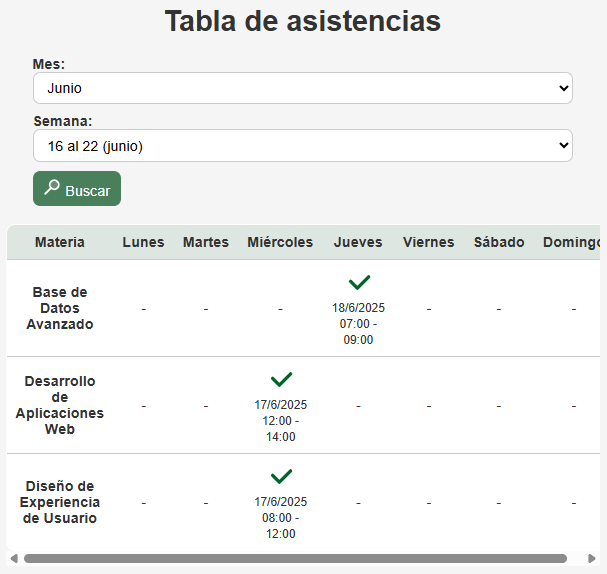 Tabla de asistencias
Mes:
Junio
Semana:
16 al 22 (junio)
Buscar
Materia Lunes Martes Miércoles Jueves Viernes Sábado Domingo
Base de
Datos
Avanzado
- - -
18/6/2025
07:00 -
09:00
- - -
Desarrollo
de
Aplicaciones
Web
- -
17/6/2025
12:00 -
14:00
- - - -
Diseño de
Experiencia
de Usuario
- -
17/6/2025
08:00 -
12:00
- - - -